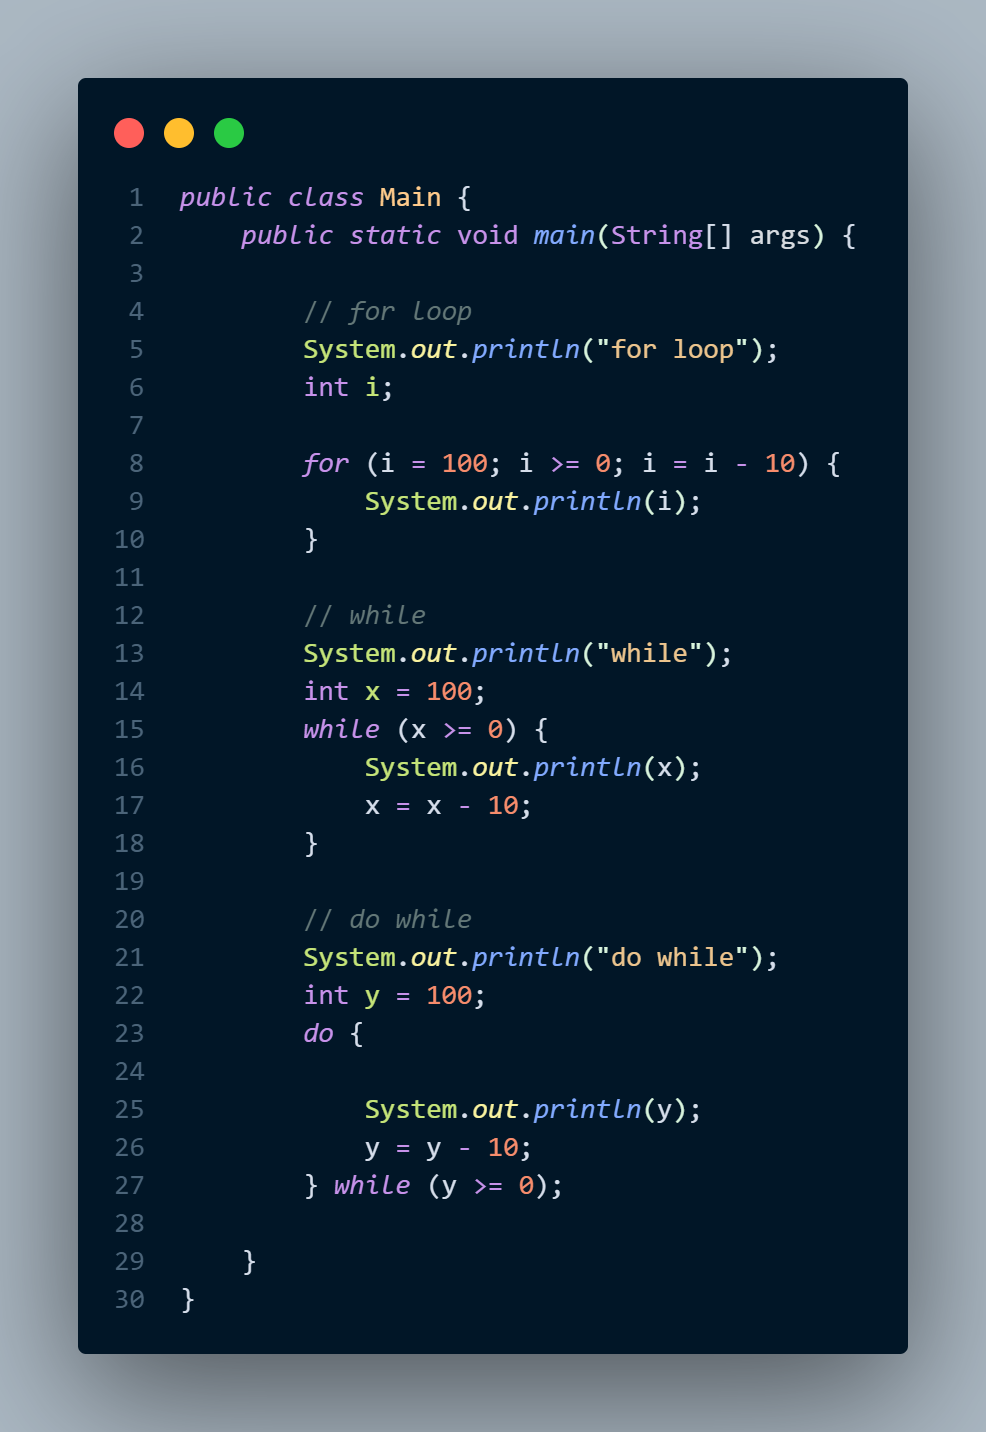 1 public class Main {
2     public static void main(String[] args) {
3
4         // for loop
5         System.out.println("for loop");
6         int i;
7
8         for (i = 100; i >= 0; i = i - 10) {
9             System.out.println(i);
10         }
11
12         // while
13         System.out.println("while");
14         int x = 100;
15         while (x >= 0) {
16             System.out.println(x);
17             x = x - 10;
18         }
19
20         // do while
21         System.out.println("do while");
22         int y = 100;
23         do {
24
25             System.out.println(y);
26             y = y - 10;
27         } while (y >= 0);
28
29     }
30 }